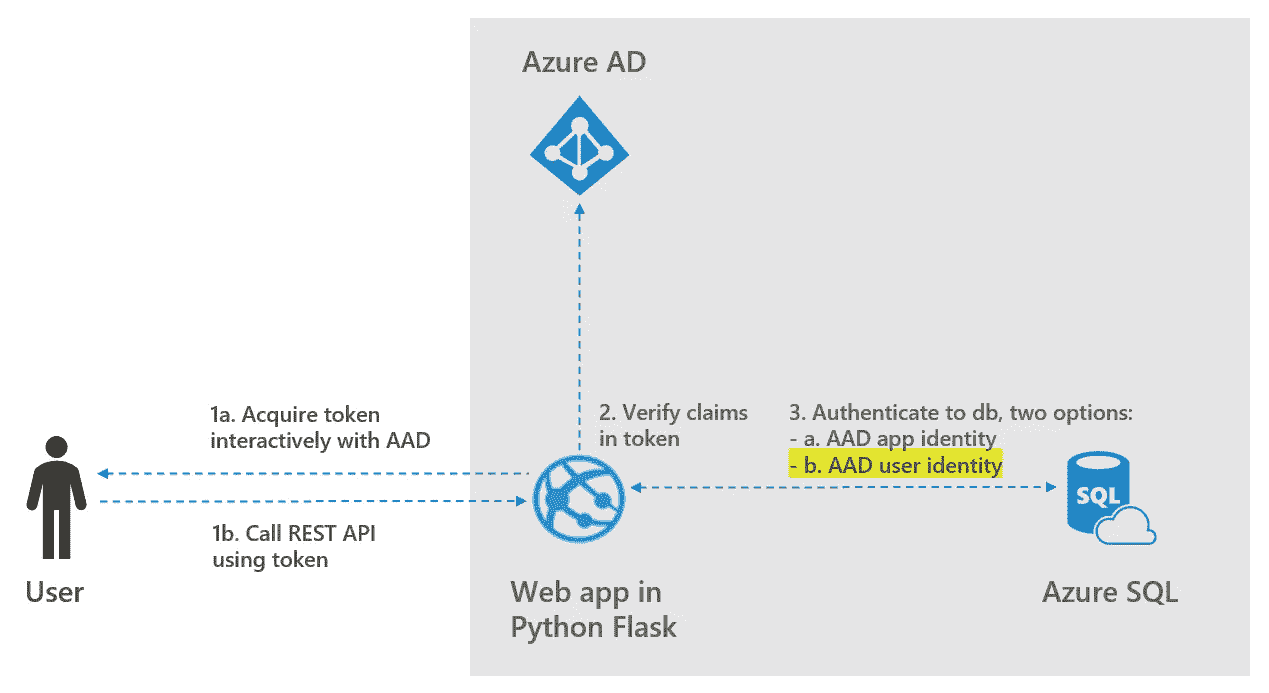 Azure AD
1a. Acquire token
interactively with AAD
2. Verify claims
in token
3. Authenticate to db, two options:
- a. AAD app identity
- b. AAD user identity
SQL
1b. Call REST API
using token
User
Web app in
Python Flask
Azure SQL